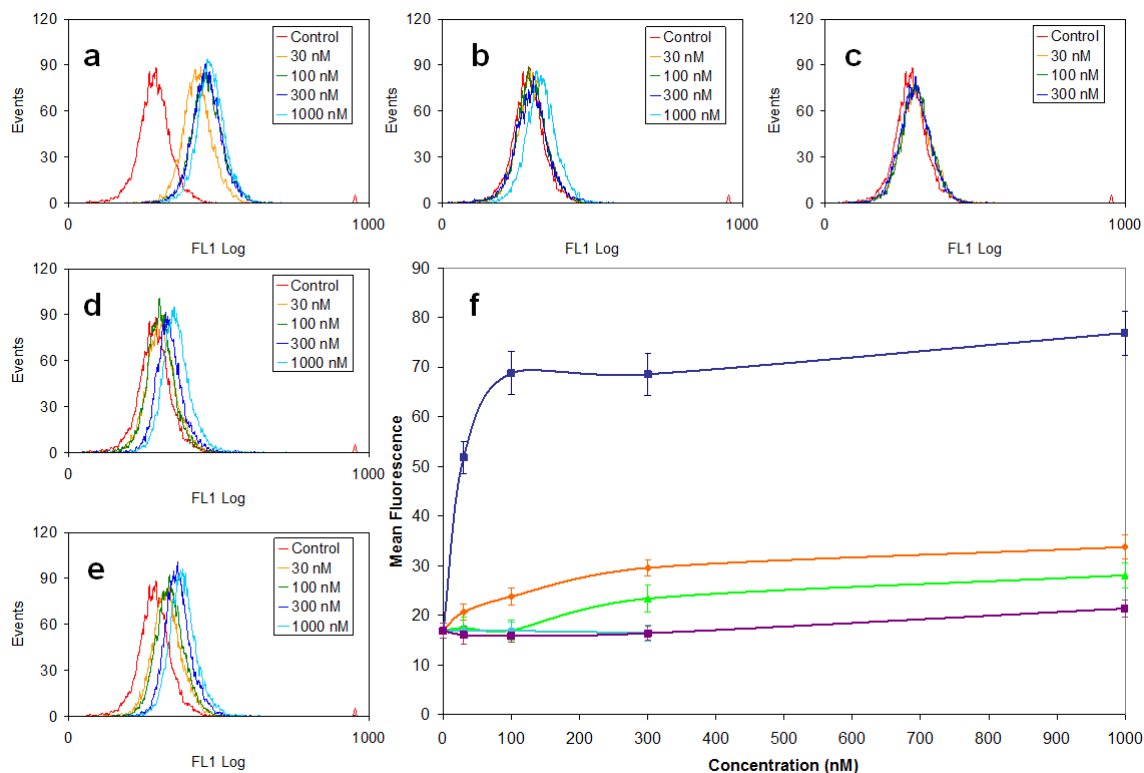 a
120
90
60
30
0
Events
Control
30 nM
100 nM
300 nM
1000 nM
0
1000
FL1 Log
b
120
90
60
30
0
Events
Control
30 nM
100 nM
300 nM
1000 nM
0
1000
FL1 Log
c
120
90
60
30
0
Events
Control
30 nM
100 nM
300 nM
0
1000
FL1 Log
d
120
90
60
30
0
Events
Control
30 nM
100 nM
300 nM
1000 nM
0
1000
FL1 Log
e
120
90
60
30
0
Events
Control
30 nM
100 nM
300 nM
1000 nM
0
1000
FL1 Log
f
90
80
70
60
50
40
30
20
10
0
Mean Fluorescence
0 100 200 300 400 500 600 700 800 900 1000
Concentration (nM)